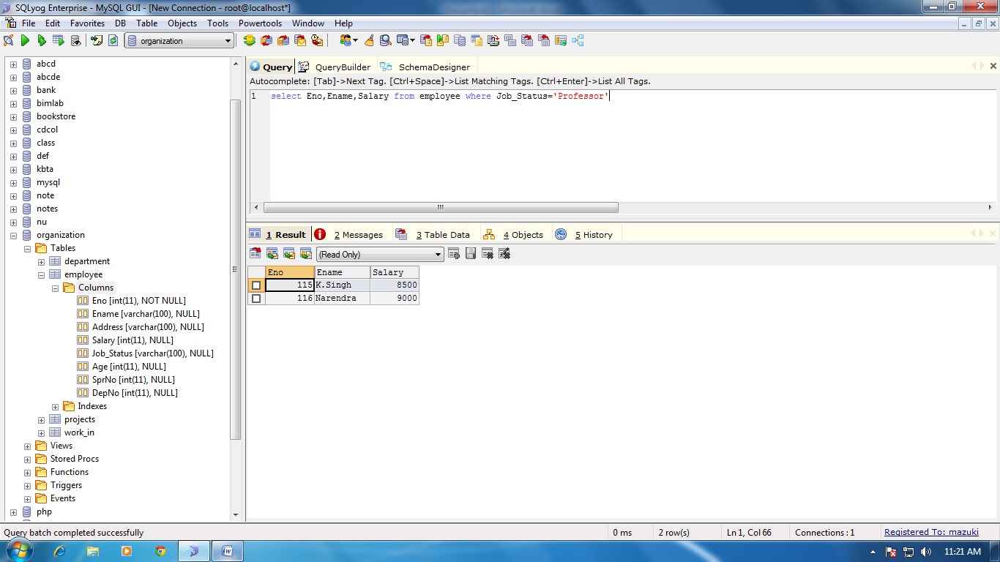 SQLyog Enterprise - MySQL GUI - [New Connection - root@localhost*]
File Edit Favorites DB Table Objects Tools Powertools Window Help
organization
abcd
abcde
bank
bimlab
bookstore
cdcol
class
def
kbta
mysql
note
notes
nu
organization
Tables
department
employee
Columns
Eno [int(11), NOT NULL]
Ename [varchar(100), NULL]
Address [varchar(100), NULL]
Salary [int(11), NULL]
Job_Status [varchar(100), NULL]
Age [int(11), NULL]
SprNo [int(11), NULL]
DepNo [int(11), NULL]
Indexes
projects
work_in
Views
Stored Procs
Functions
Triggers
Events
php
Query QueryBuilder SchemaDesigner
Autocomplete: [Tab]->Next Tag. [Ctrl+Space]->List Matching Tags. [Ctrl+Enter]->List All Tags.
1 select Eno,Ename,Salary from employee where Job_Status='Professor'
1 Result 2 Messages 3 Table Data 4 Objects 5 History
(Read Only)
Eno Ename Salary
115 K.Singh 8500
116 Narendra 9000
Query batch completed successfully 0 ms 2 row(s) Ln 1, Col 66 Connections : 1 Registered To: mazuki
11:21 AM